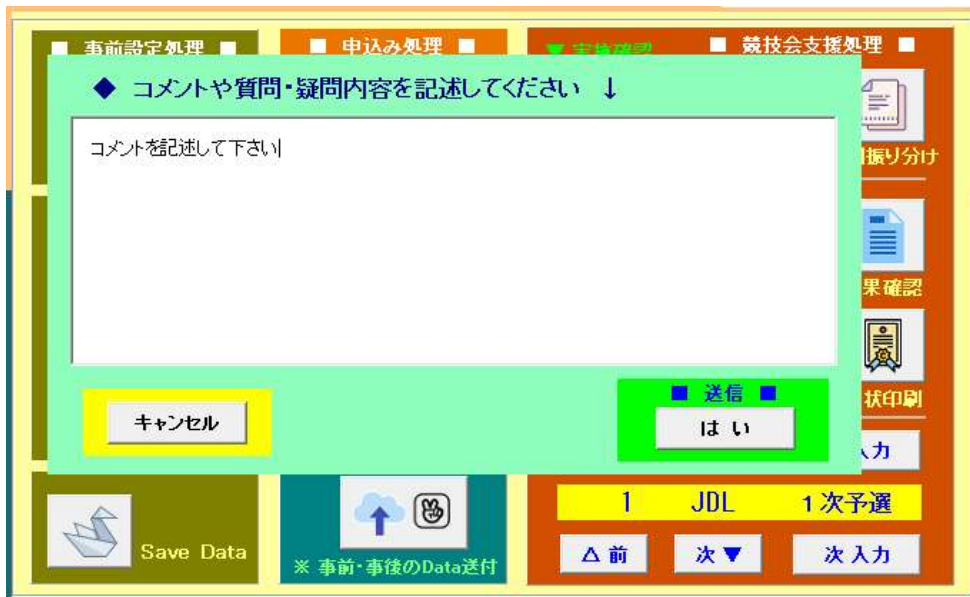 ■ 事前設定処理 ■
■ 申込み処理 ■
▼ 実施確認
■ 競技会支援処理 ■
◆ コメントや質問・疑問内容を記述してください ↓
コメントを記述して下さい
振り分け
果確認
状印刷
キャンセル
■ 送信 ■
はい
入力
1 JDL 1次予選
Save Data
※ 事前・事後のData送付
△前 次▼ 次入力